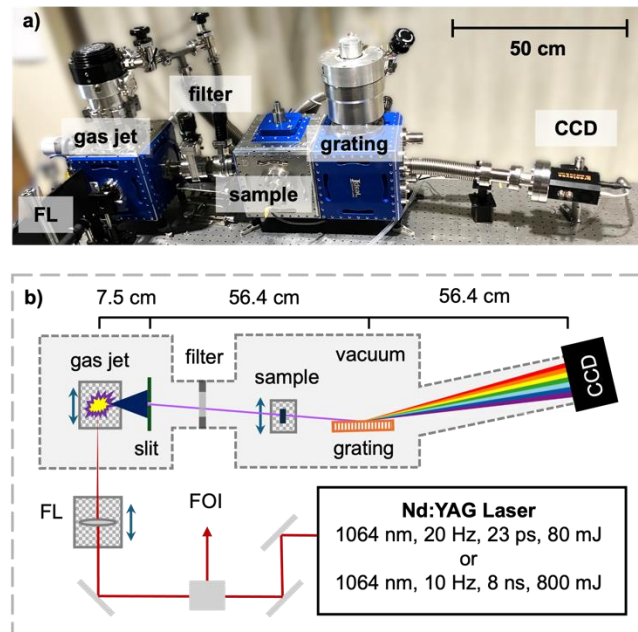 a)
50 cm
filter
gas jet
grating
CCD
sample
FL
b)
7.5 cm 56.4 cm 56.4 cm
gas jet filter vacuum
sample
CCD
slit grating
FL FOI
Nd:YAG Laser
1064 nm, 20 Hz, 23 ps, 80 mJ
or
1064 nm, 10 Hz, 8 ns, 800 mJ